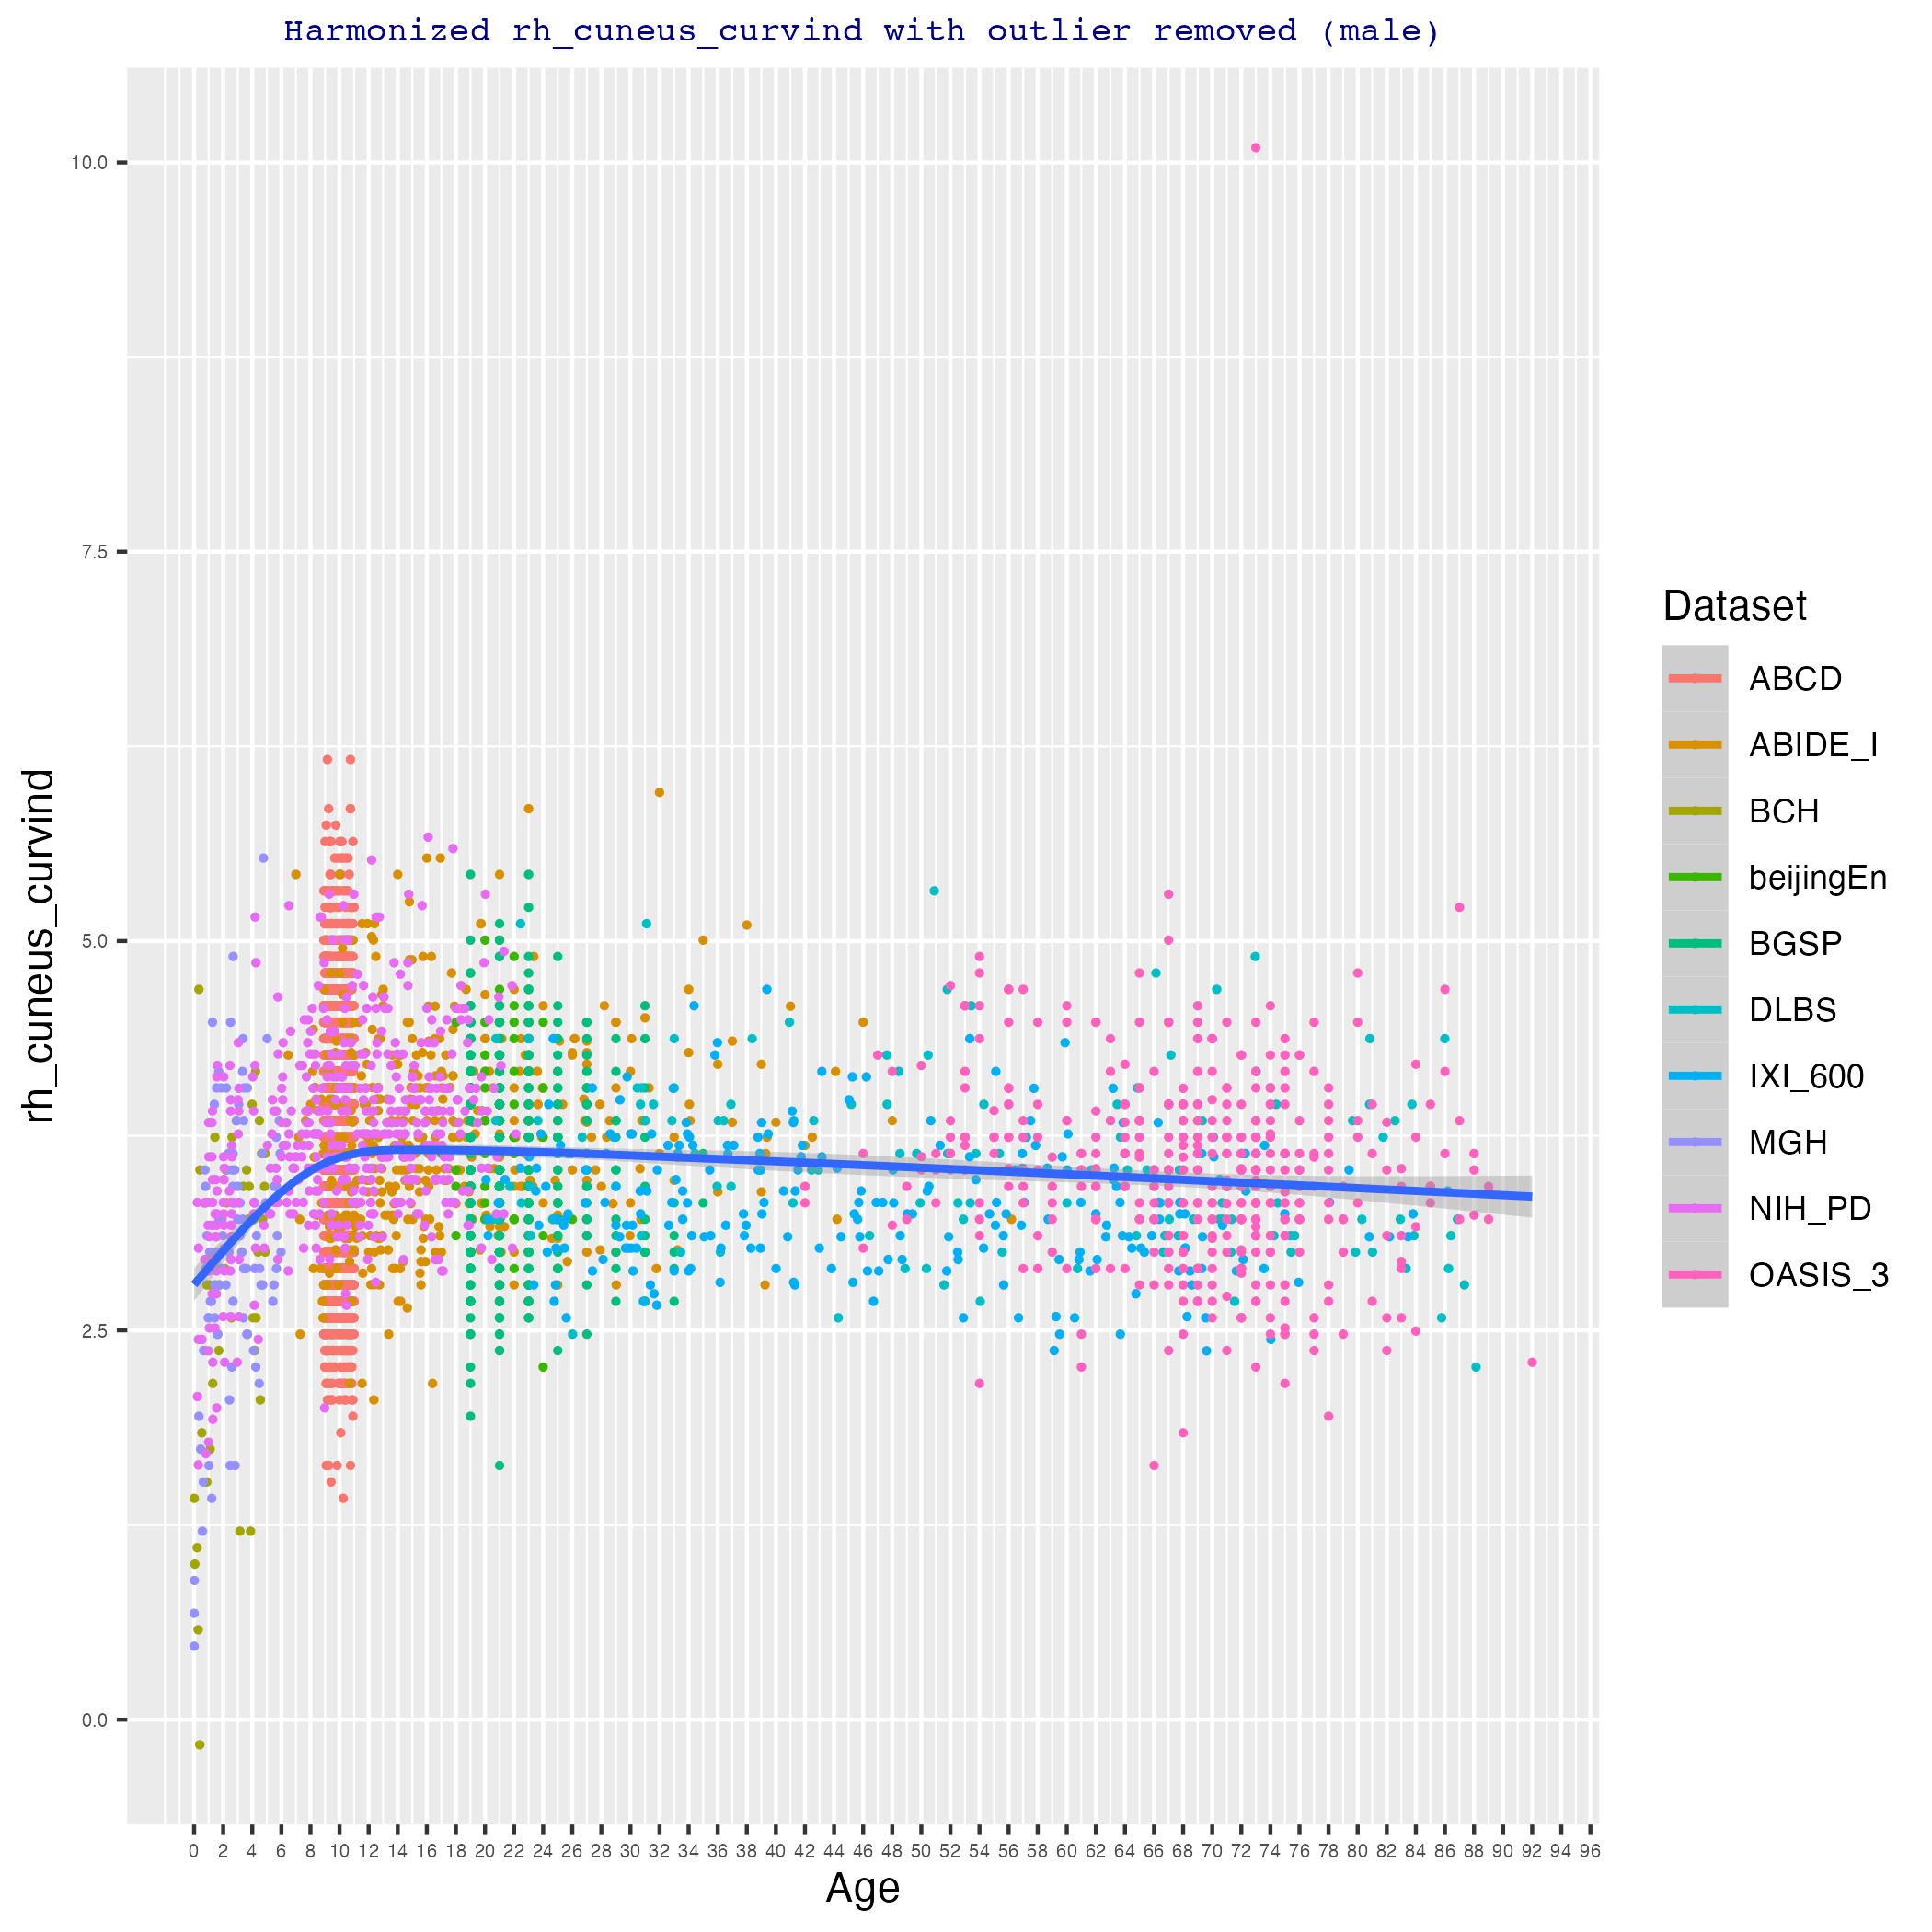 Harmonized rh_cuneus_curvind with outlier removed (male)
rh_cuneus_curvind
10.0
7.5
5.0
2.5
0.0
0 2 4 6 8 10 12 14 16 18 20 22 24 26 28 30 32 34 36 38 40 42 44 46 48 50 52 54 56 58 60 62 64 66 68 70 72 74 76 78 80 82 84 86 88 90 92 94 96
Age
Dataset
ABCD
ABIDE_I
BCH
beijingEn
BGSP
DLBS
IXI_600
MGH
NIH_PD
OASIS_3